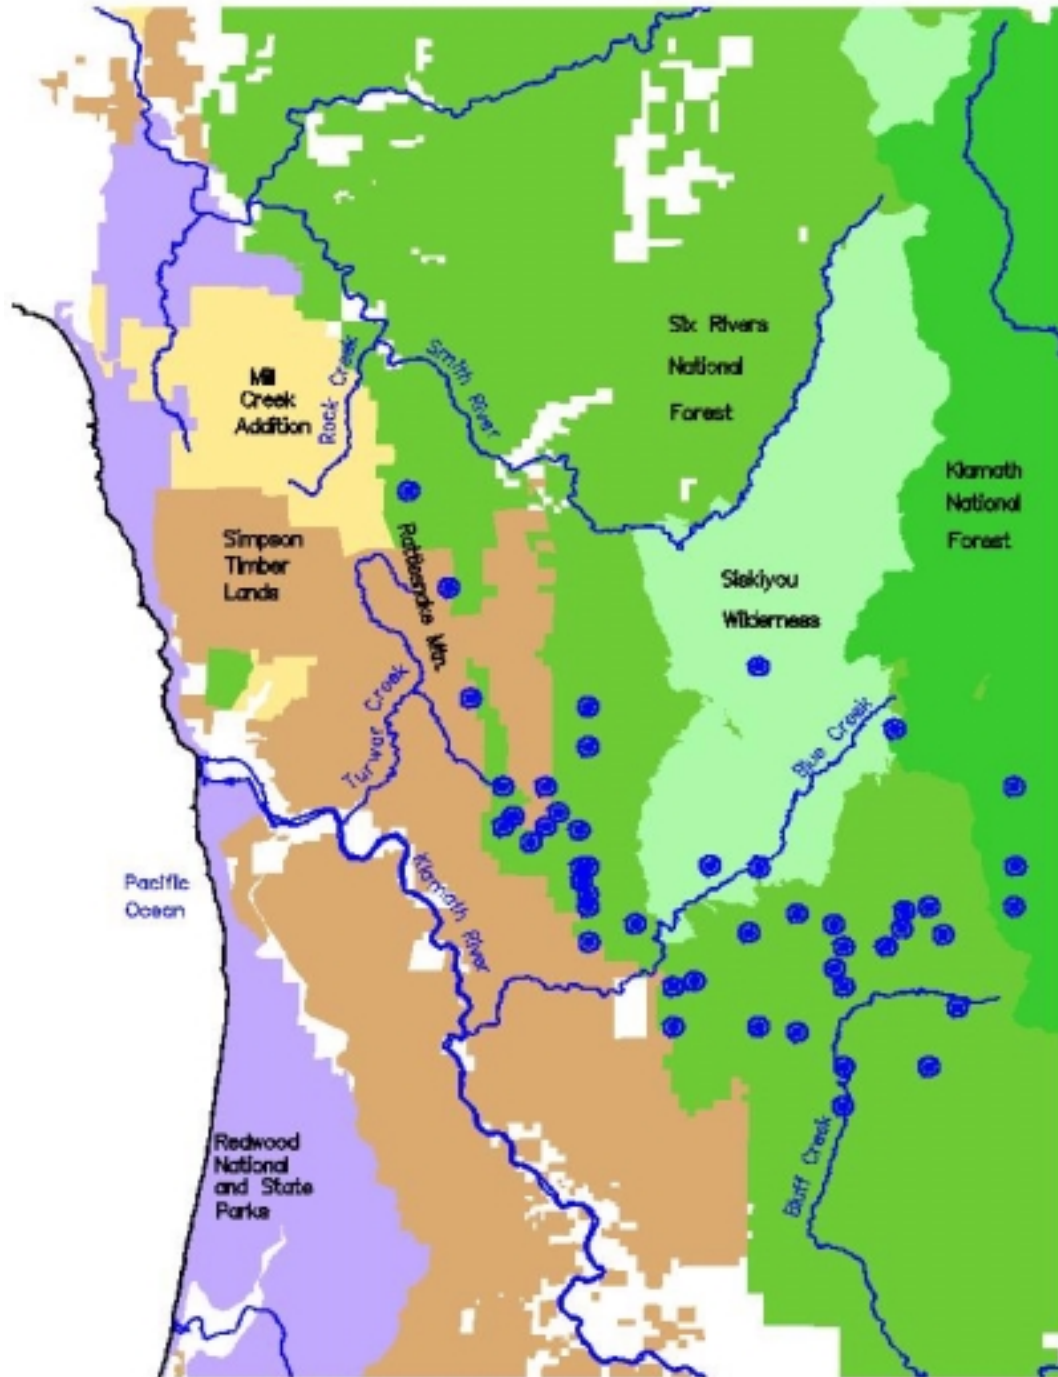 Six Rivers
National
Forest
Smith River
Rock Creek
Mill
Creek
Addition
Klamath
National
Forest
Rattlesnake Mtn.
Simpson
Timber
Lands
Siskiyou
Wilderness
Turwar Creek
Blue Creek
Pacific
Ocean
Klamath River
Redwood
National
and State
Parks
Bluff Creek